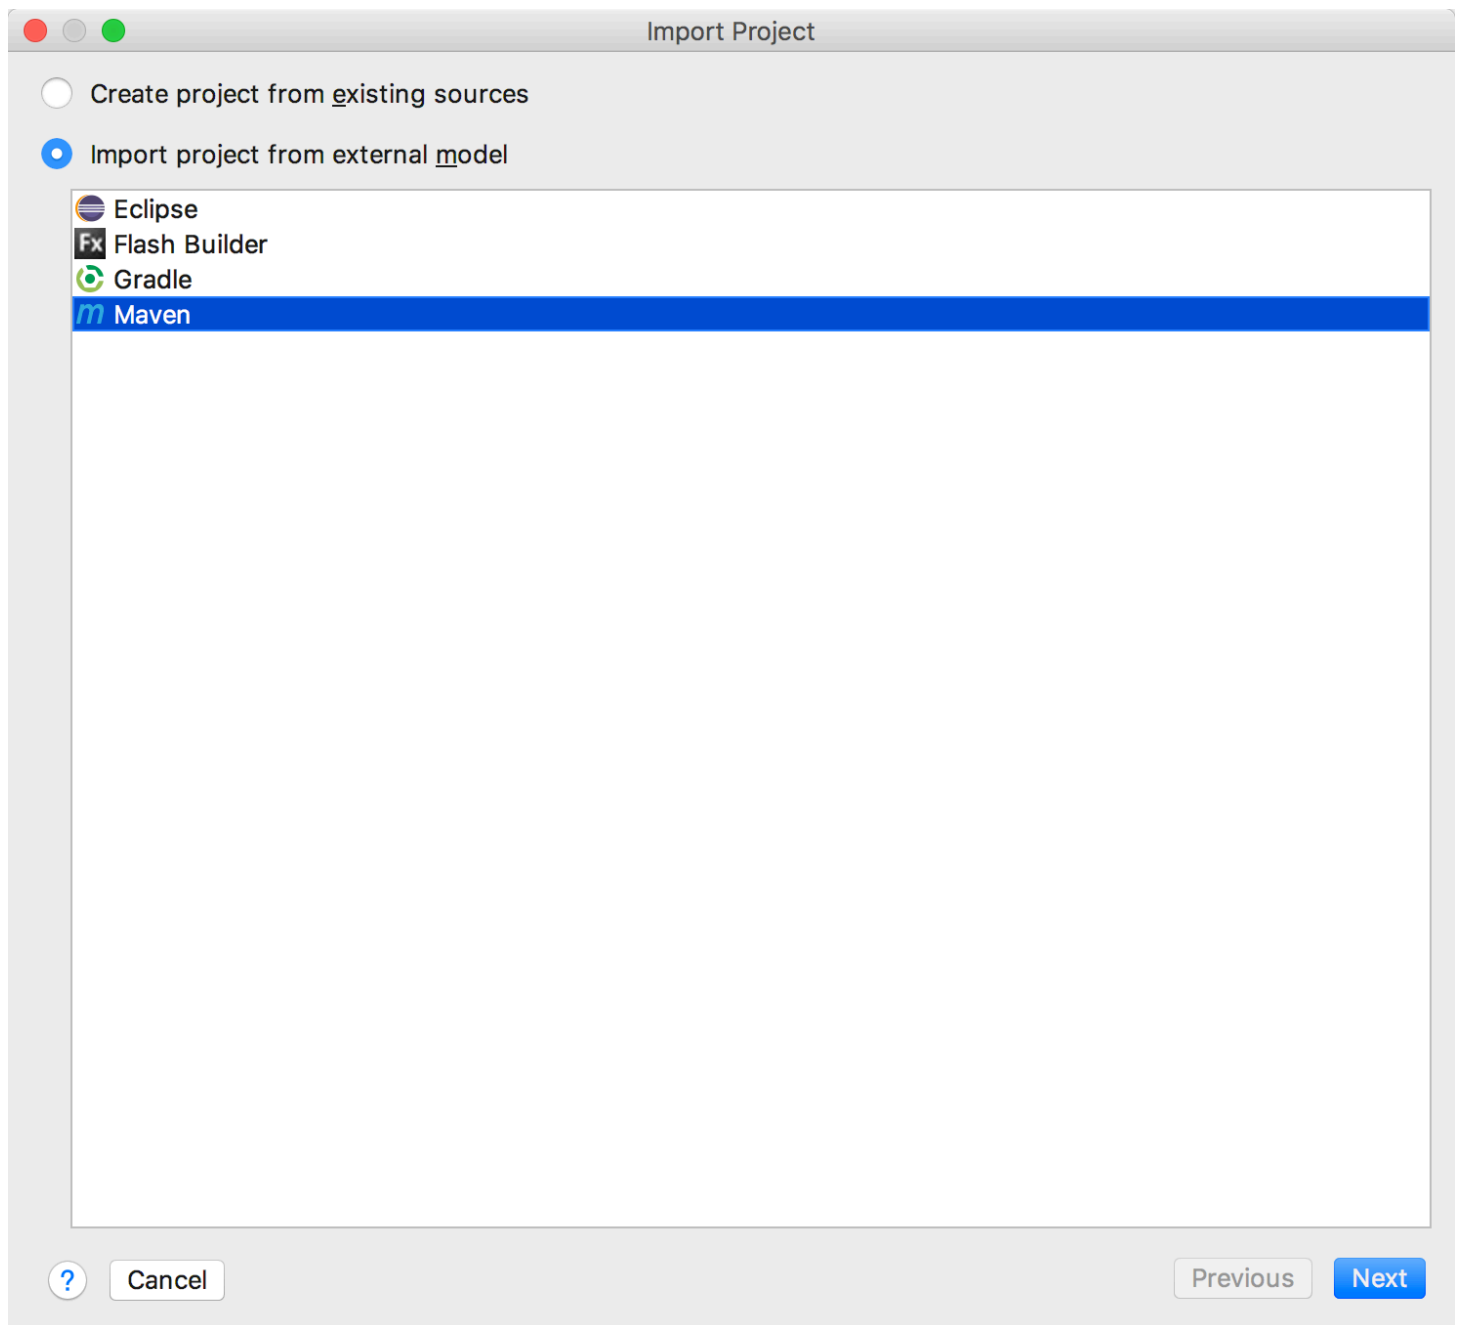 Import Project
Create project from existing sources
Import project from external model
Eclipse
Fx Flash Builder
Gradle
m Maven
? Cancel Previous Next